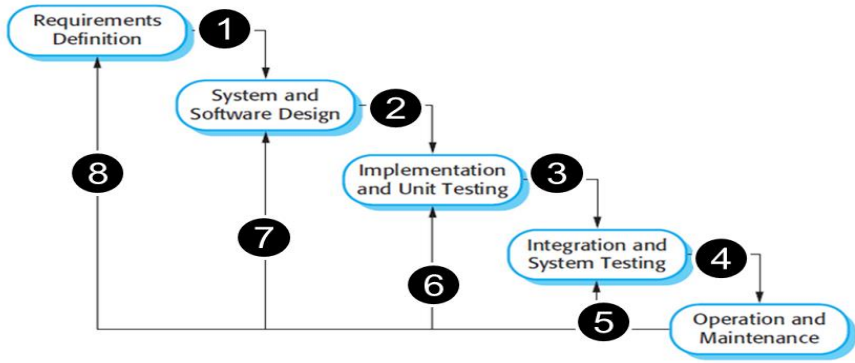 Requirements
Definition
1
System and
Software Design
2
Implementation
and Unit Testing
3
8
Integration and
System Testing
4
7
6
5
Operation and
Maintenance